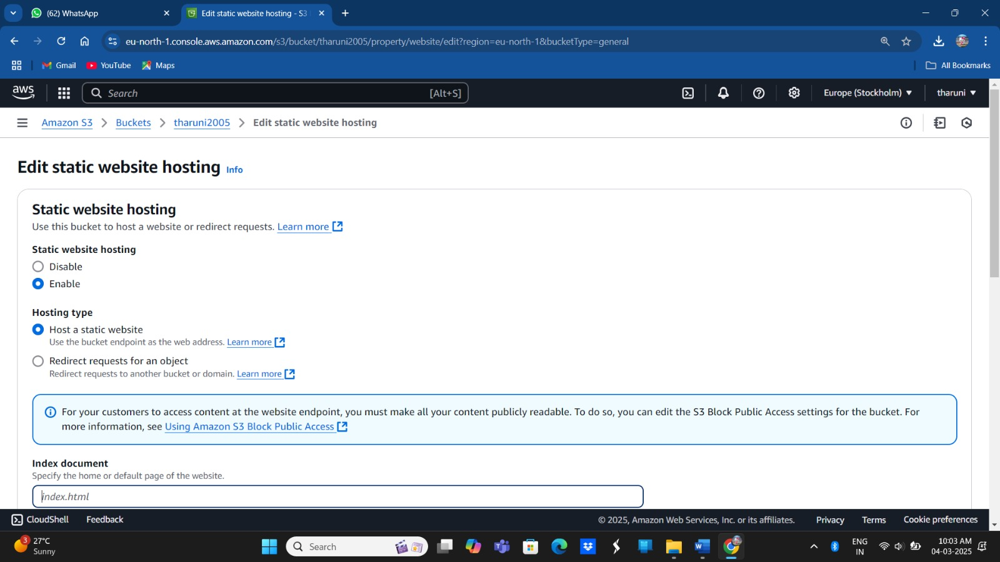 (62) WhatsApp
Edit static website hosting - S3
eu-north-1.console.aws.amazon.com/s3/bucket/tharuni2005/property/website/edit?region=eu-north-1&bucketType=general
Gmail
YouTube
Maps
All Bookmarks
aws
Search
[Alt+S]
Europe (Stockholm)
tharuni
Amazon S3
Buckets
tharuni2005
Edit static website hosting
Edit static website hosting Info
Static website hosting
Use this bucket to host a website or redirect requests. Learn more
Static website hosting
Disable
Enable
Hosting type
Host a static website
Use the bucket endpoint as the web address. Learn more
Redirect requests for an object
Redirect requests to another bucket or domain. Learn more
For your customers to access content at the website endpoint, you must make all your content publicly readable. To do so, you can edit the S3 Block Public Access settings for the bucket. For
more information, see Using Amazon S3 Block Public Access
Index document
Specify the home or default page of the website.
index.html
CloudShell
Feedback
© 2025, Amazon Web Services, Inc. or its affiliates.
Privacy
Terms
Cookie preferences
3
27°C
Sunny
Search
ENG
IN
10:03 AM
04-03-2025